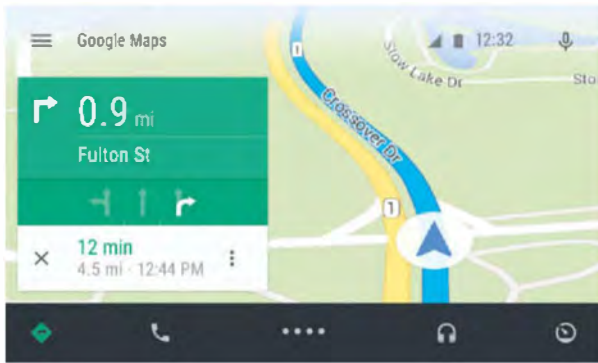 Google Maps
12:32
0.9 mi
Fulton St
12 min
4.5 mi · 12:44 PM
1
Crossover Dr
1
Stow Lake Dr
Sto